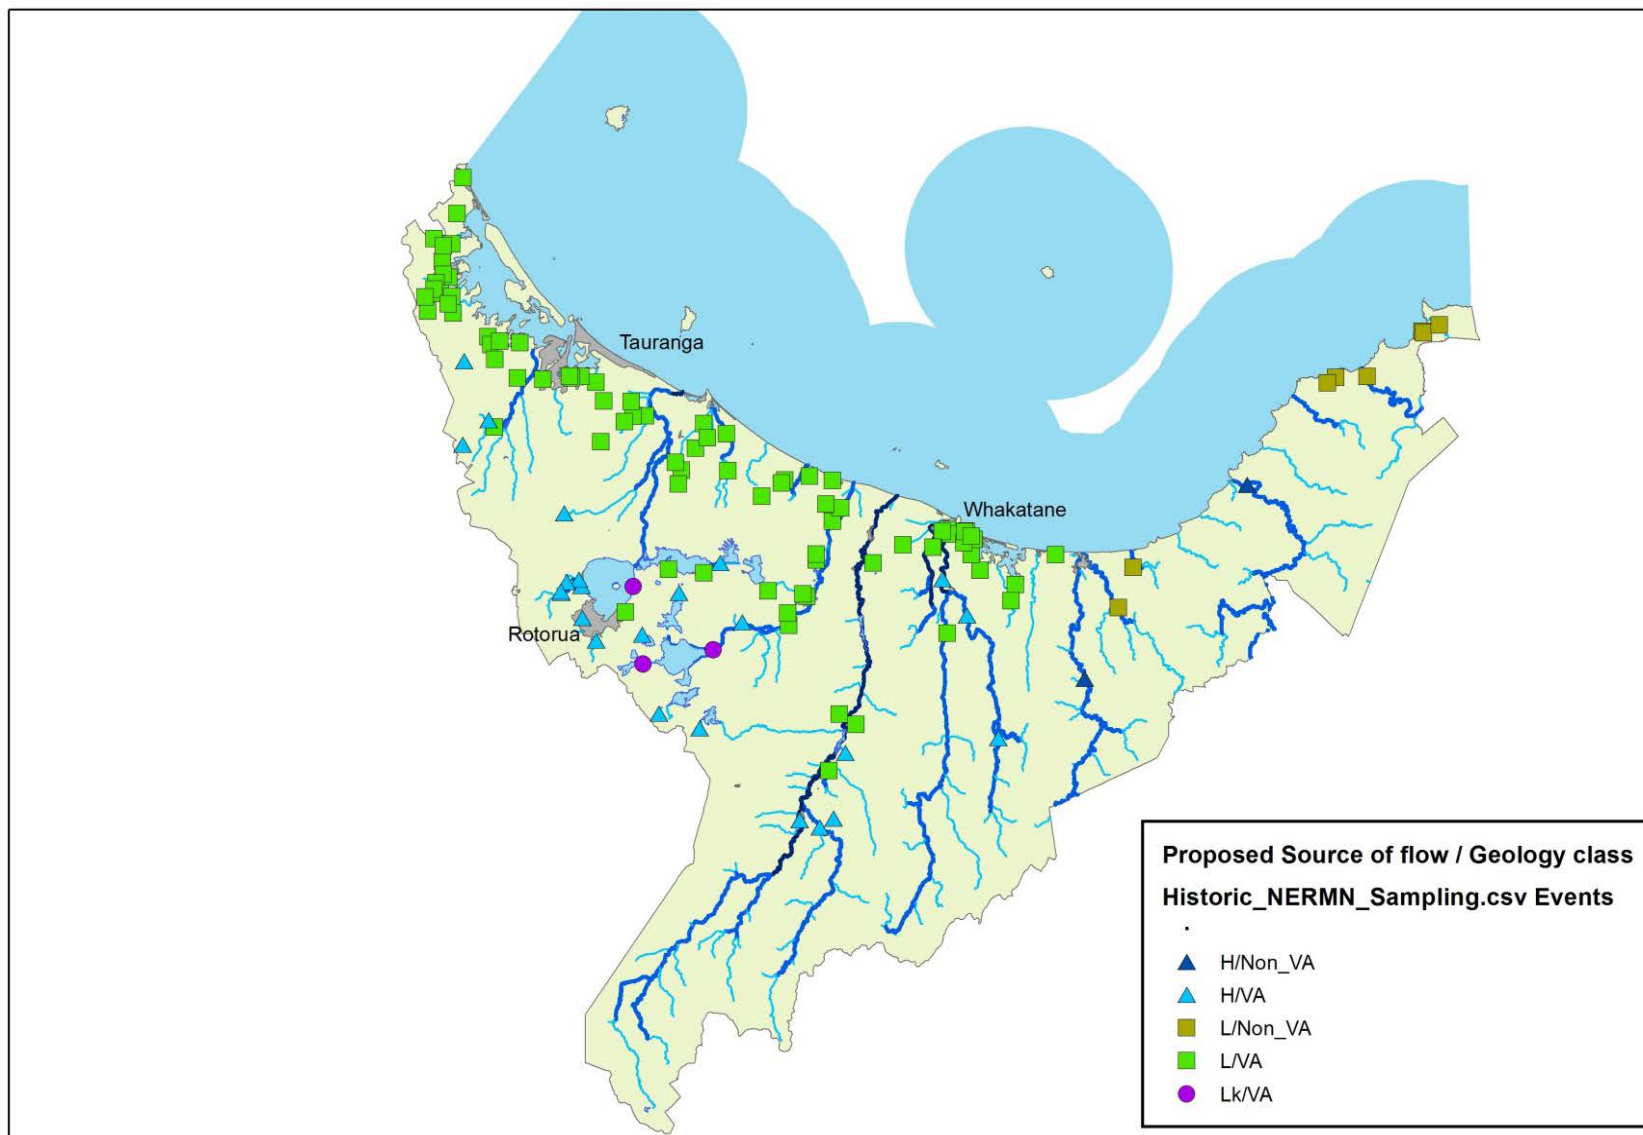 Tauranga
Whakatane
Rotorua
Proposed Source of flow / Geology class
Historic_NERMN_Sampling.csv Events
H/Non_VA
H/VA
L/Non_VA
L/VA
Lk/VA